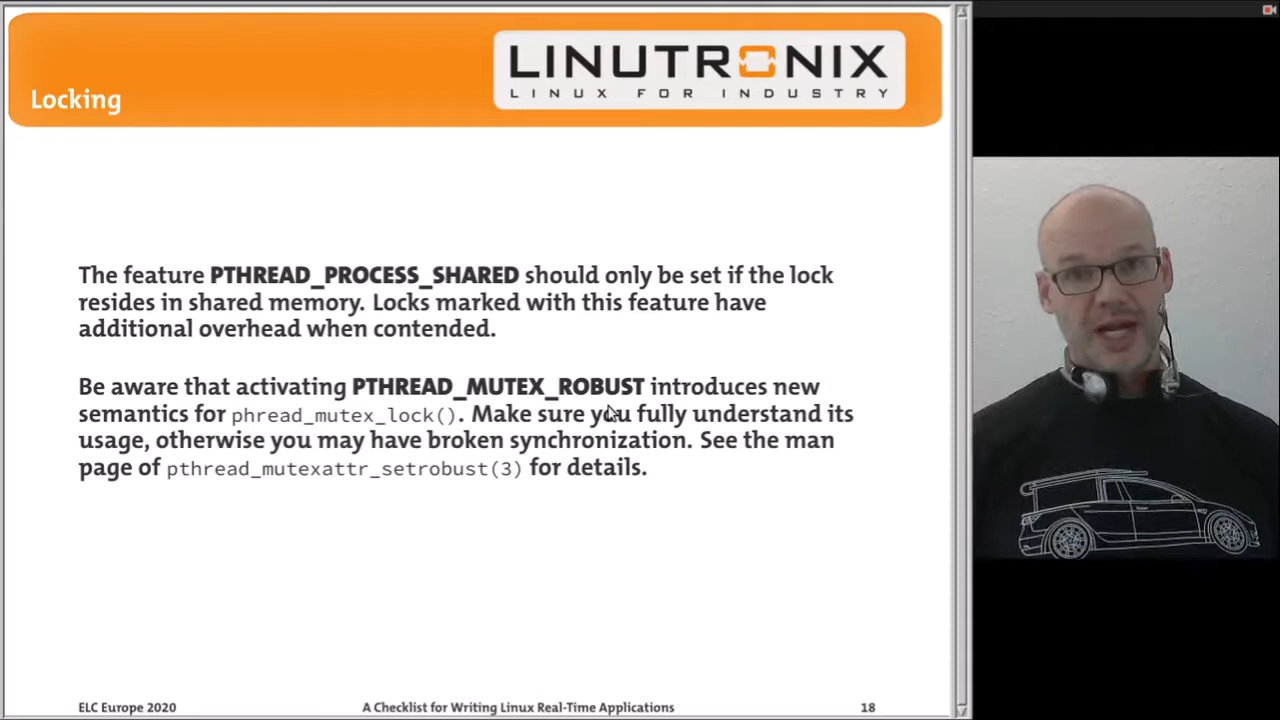 Locking
LINUTRONIX
LINUX FOR INDUSTRY
The feature PTHREAD_PROCESS_SHARED should only be set if the lock
resides in shared memory. Locks marked with this feature have
additional overhead when contended.
Be aware that activating PTHREAD_MUTEX_ROBUST introduces new
semantics for phread_mutex_lock(). Make sure you fully understand its
usage, otherwise you may have broken synchronization. See the man
page of pthread_mutexattr_setrobust(3) for details.
ELC Europe 2020
A Checklist for Writing Linux Real-Time Applications
18